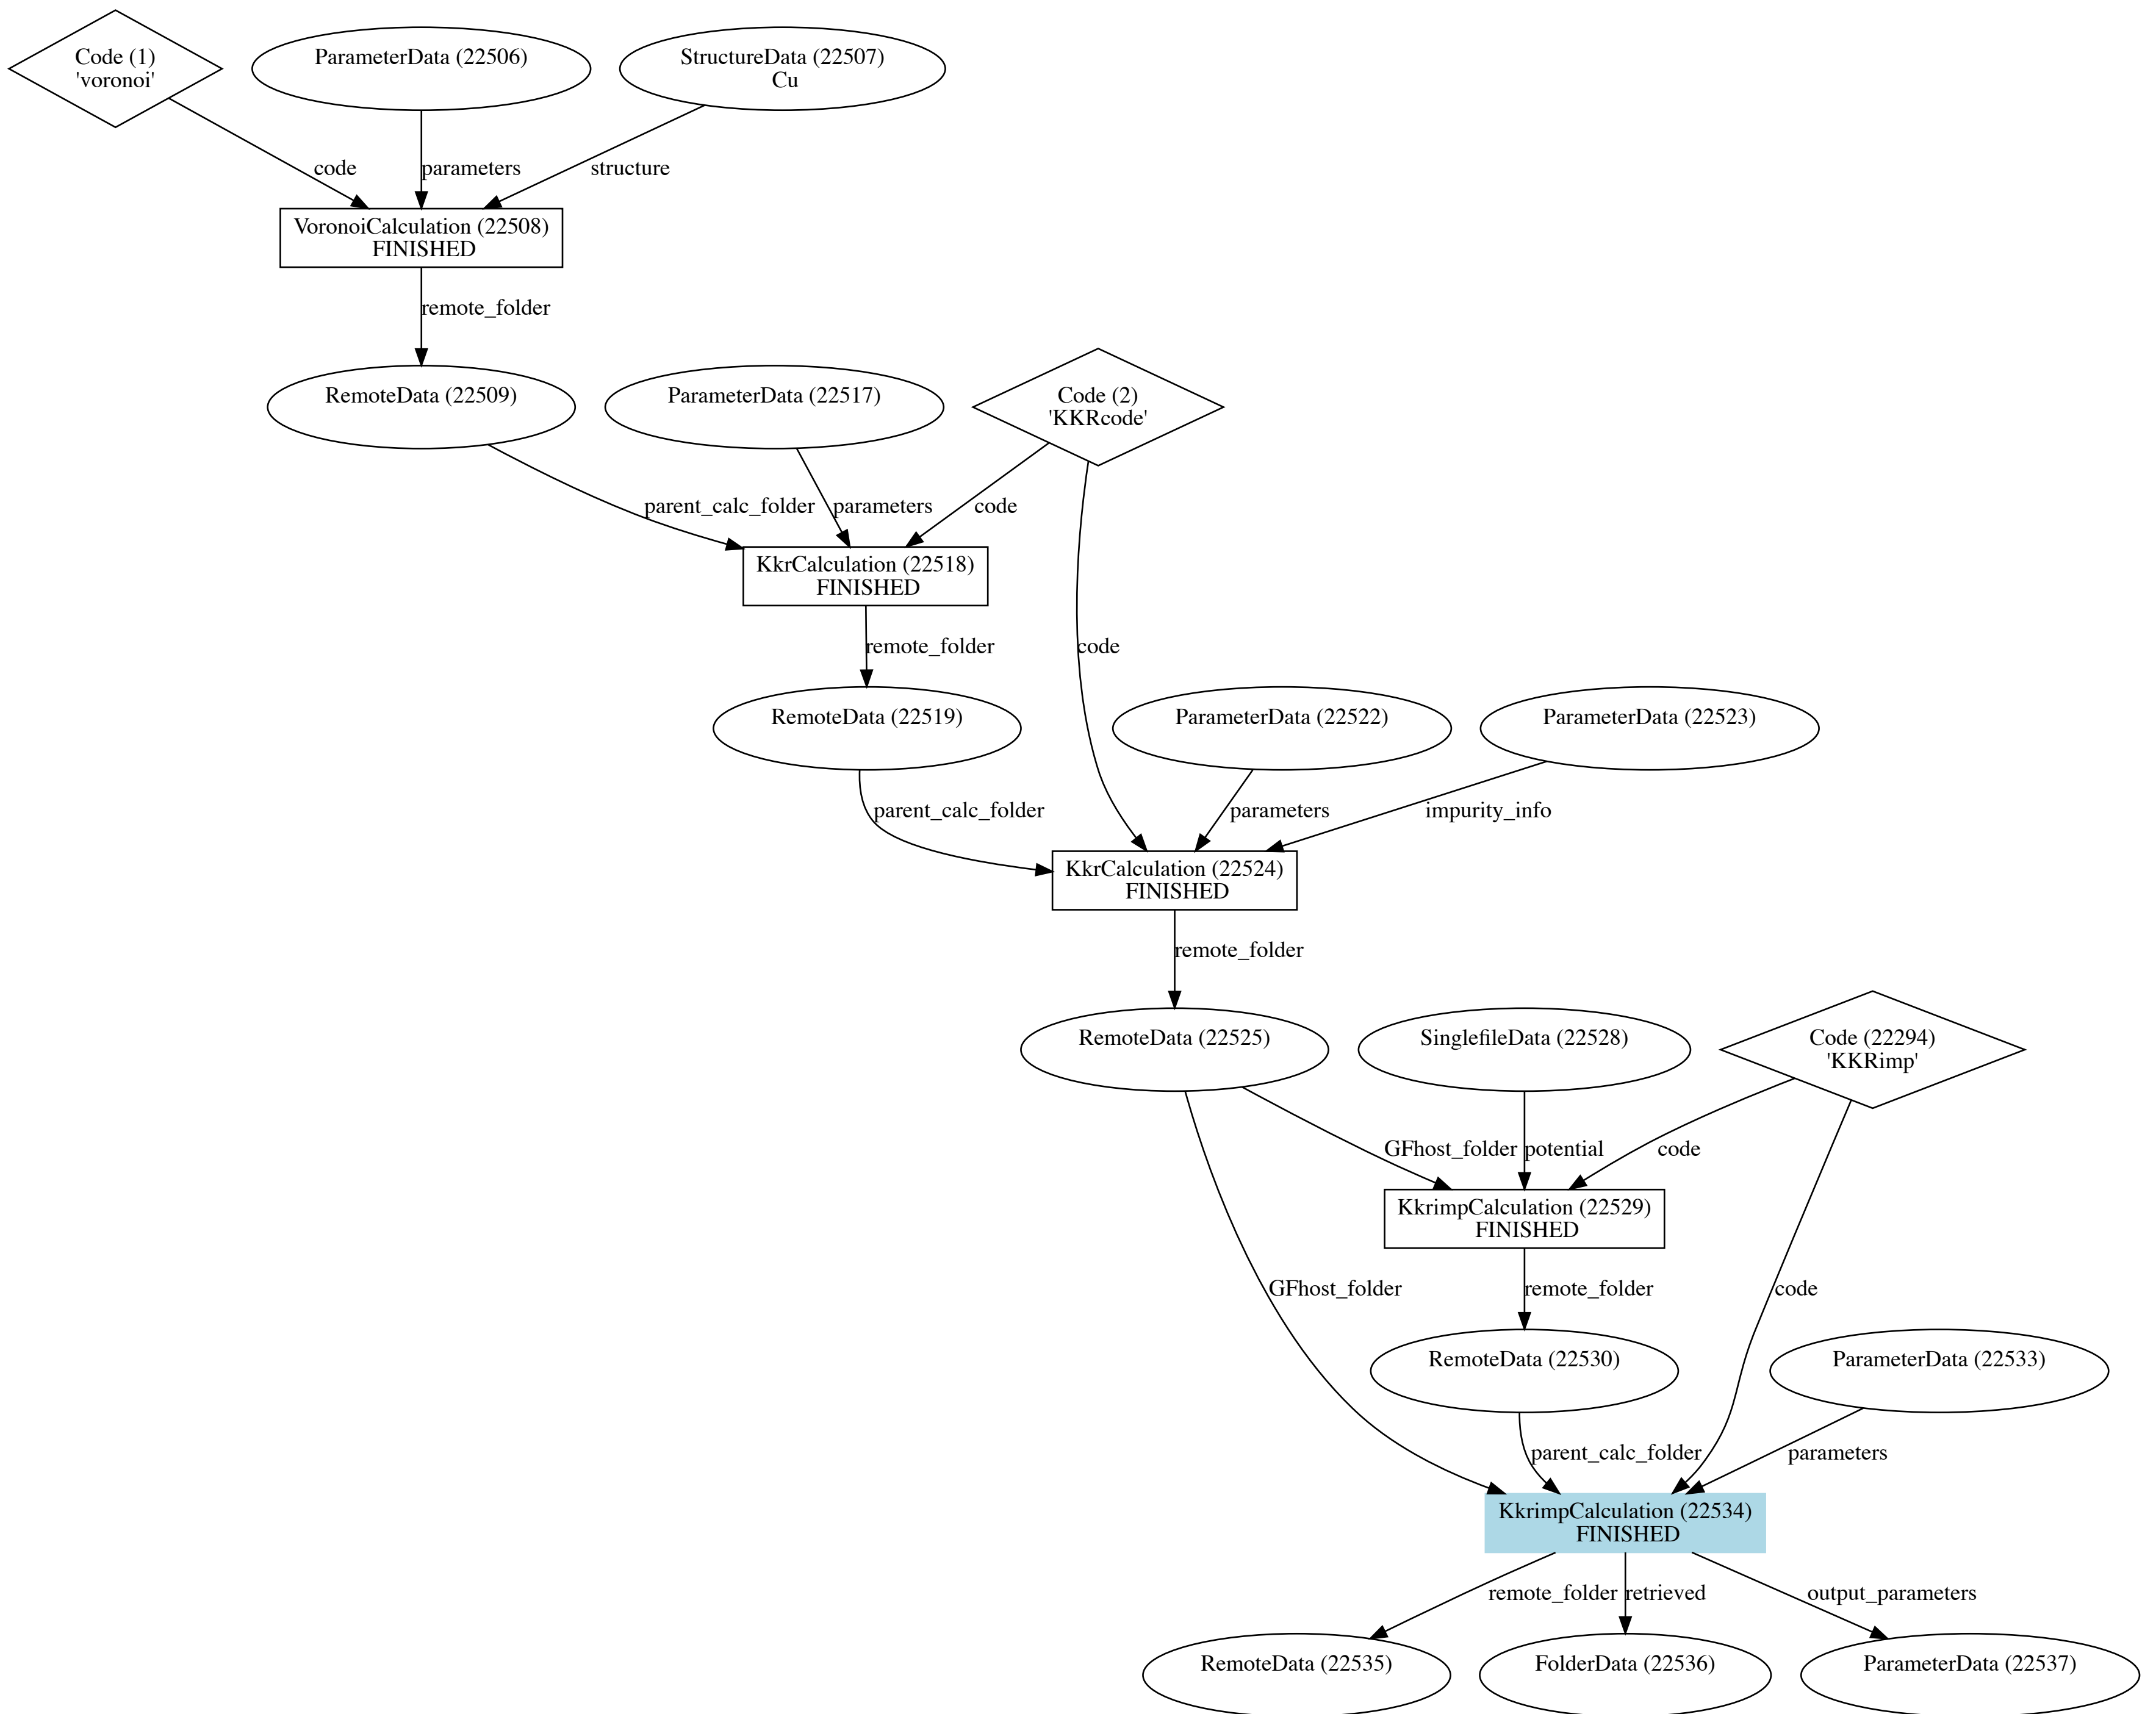 Code (1)
'voronoi'
ParameterData (22506)
StructureData (22507)
Cu
code
parameters
structure
VoronoiCalculation (22508)
FINISHED
remote_folder
RemoteData (22509)
ParameterData (22517)
Code (2)
'KKRcode'
parent_calc_folder
parameters
code
KkrCalculation (22518)
FINISHED
remote_folder
code
RemoteData (22519)
ParameterData (22522)
ParameterData (22523)
parent_calc_folder
parameters
impurity_info
KkrCalculation (22524)
FINISHED
remote_folder
RemoteData (22525)
SinglefileData (22528)
Code (22294)
'KKRimp'
GFhost_folder
potential
code
KkrimpCalculation (22529)
FINISHED
GFhost_folder
remote_folder
code
RemoteData (22530)
ParameterData (22533)
parent_calc_folder
parameters
KkrimpCalculation (22534)
FINISHED
remote_folder
retrieved
output_parameters
RemoteData (22535)
FolderData (22536)
ParameterData (22537)